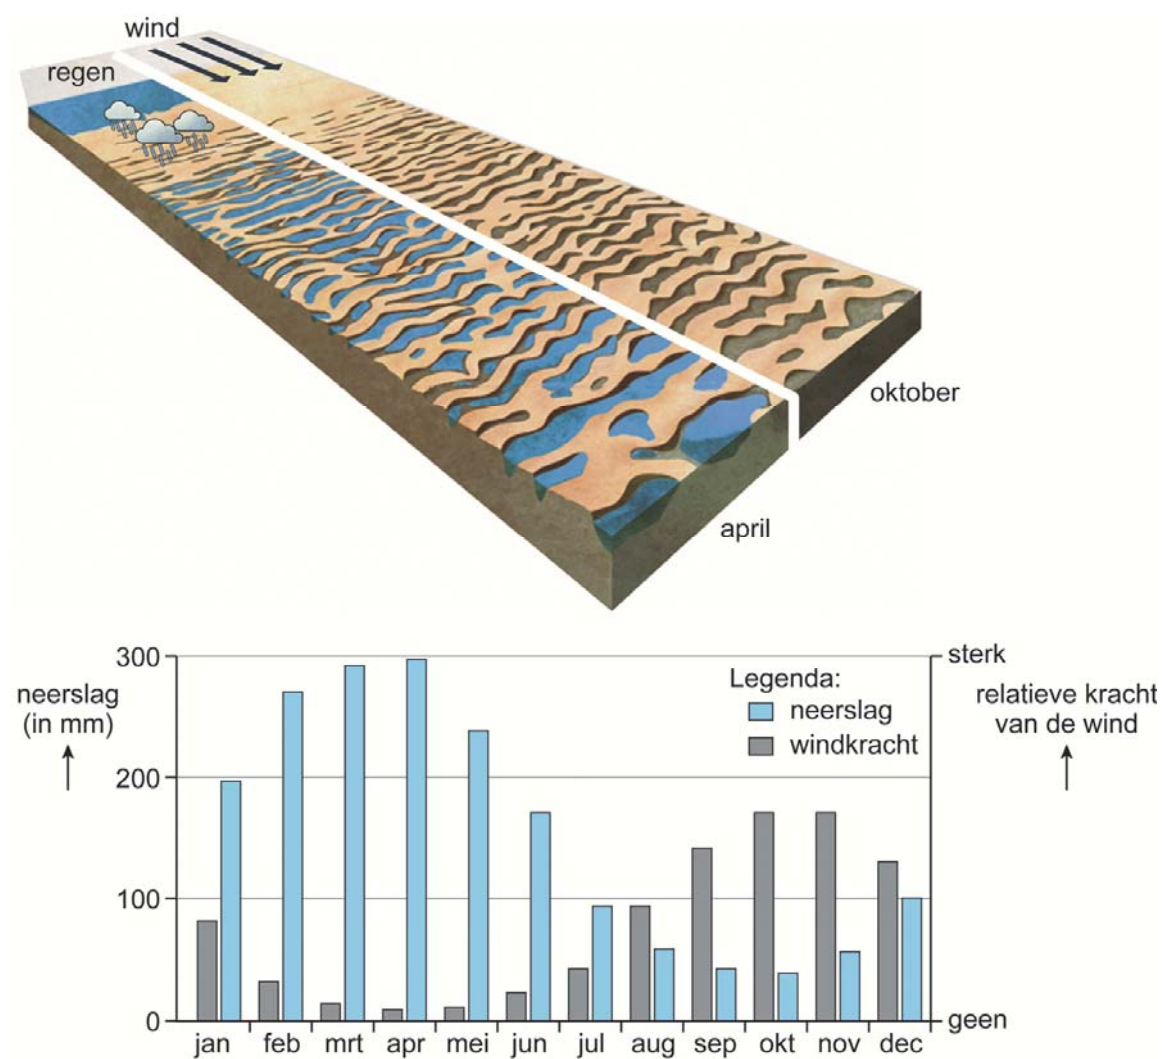 wind
regen
oktober
april
300
200
100
0
neerslag
(in mm)
sterk
geen
relatieve kracht
van de wind
Legenda:
neerslag
windkracht
jan feb mrt apr mei jun jul aug sep okt nov dec